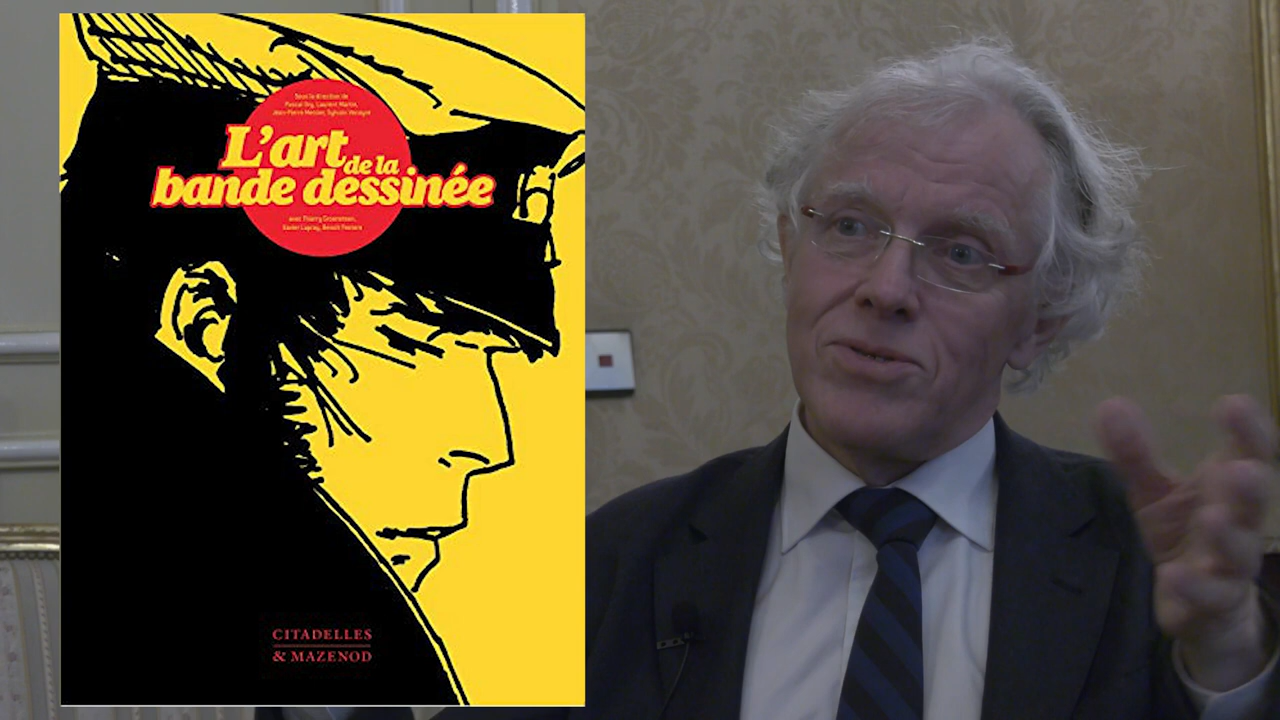 Sous la direction de
Pascal Ory, Laurent Martin,
Jean-Pierre Mercier, Sylvain Venayre
L'art
de la
bande dessinée
avec Thierry Groensteen,
Xavier Lapray, Benoît Peeters
CITADELLES
& MAZENOD